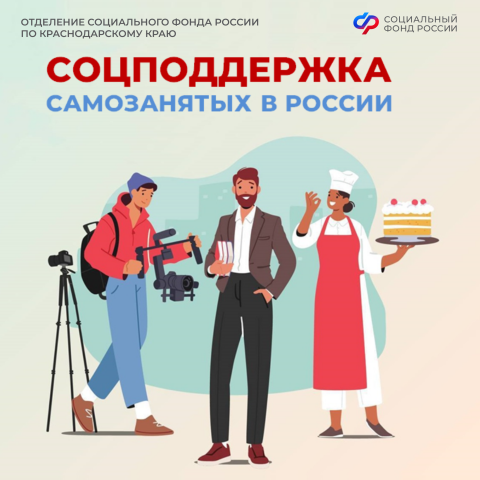 ОТДЕЛЕНИЕ СОЦИАЛЬНОГО ФОНДА РОССИИ
ПО КРАСНОДАРСКОМУ КРАЮ
СОЦИАЛЬНЫЙ
ФОНД РОССИИ
СОЦПОДДЕРЖКА
САМОЗАНЯТЫХ В РОССИИ